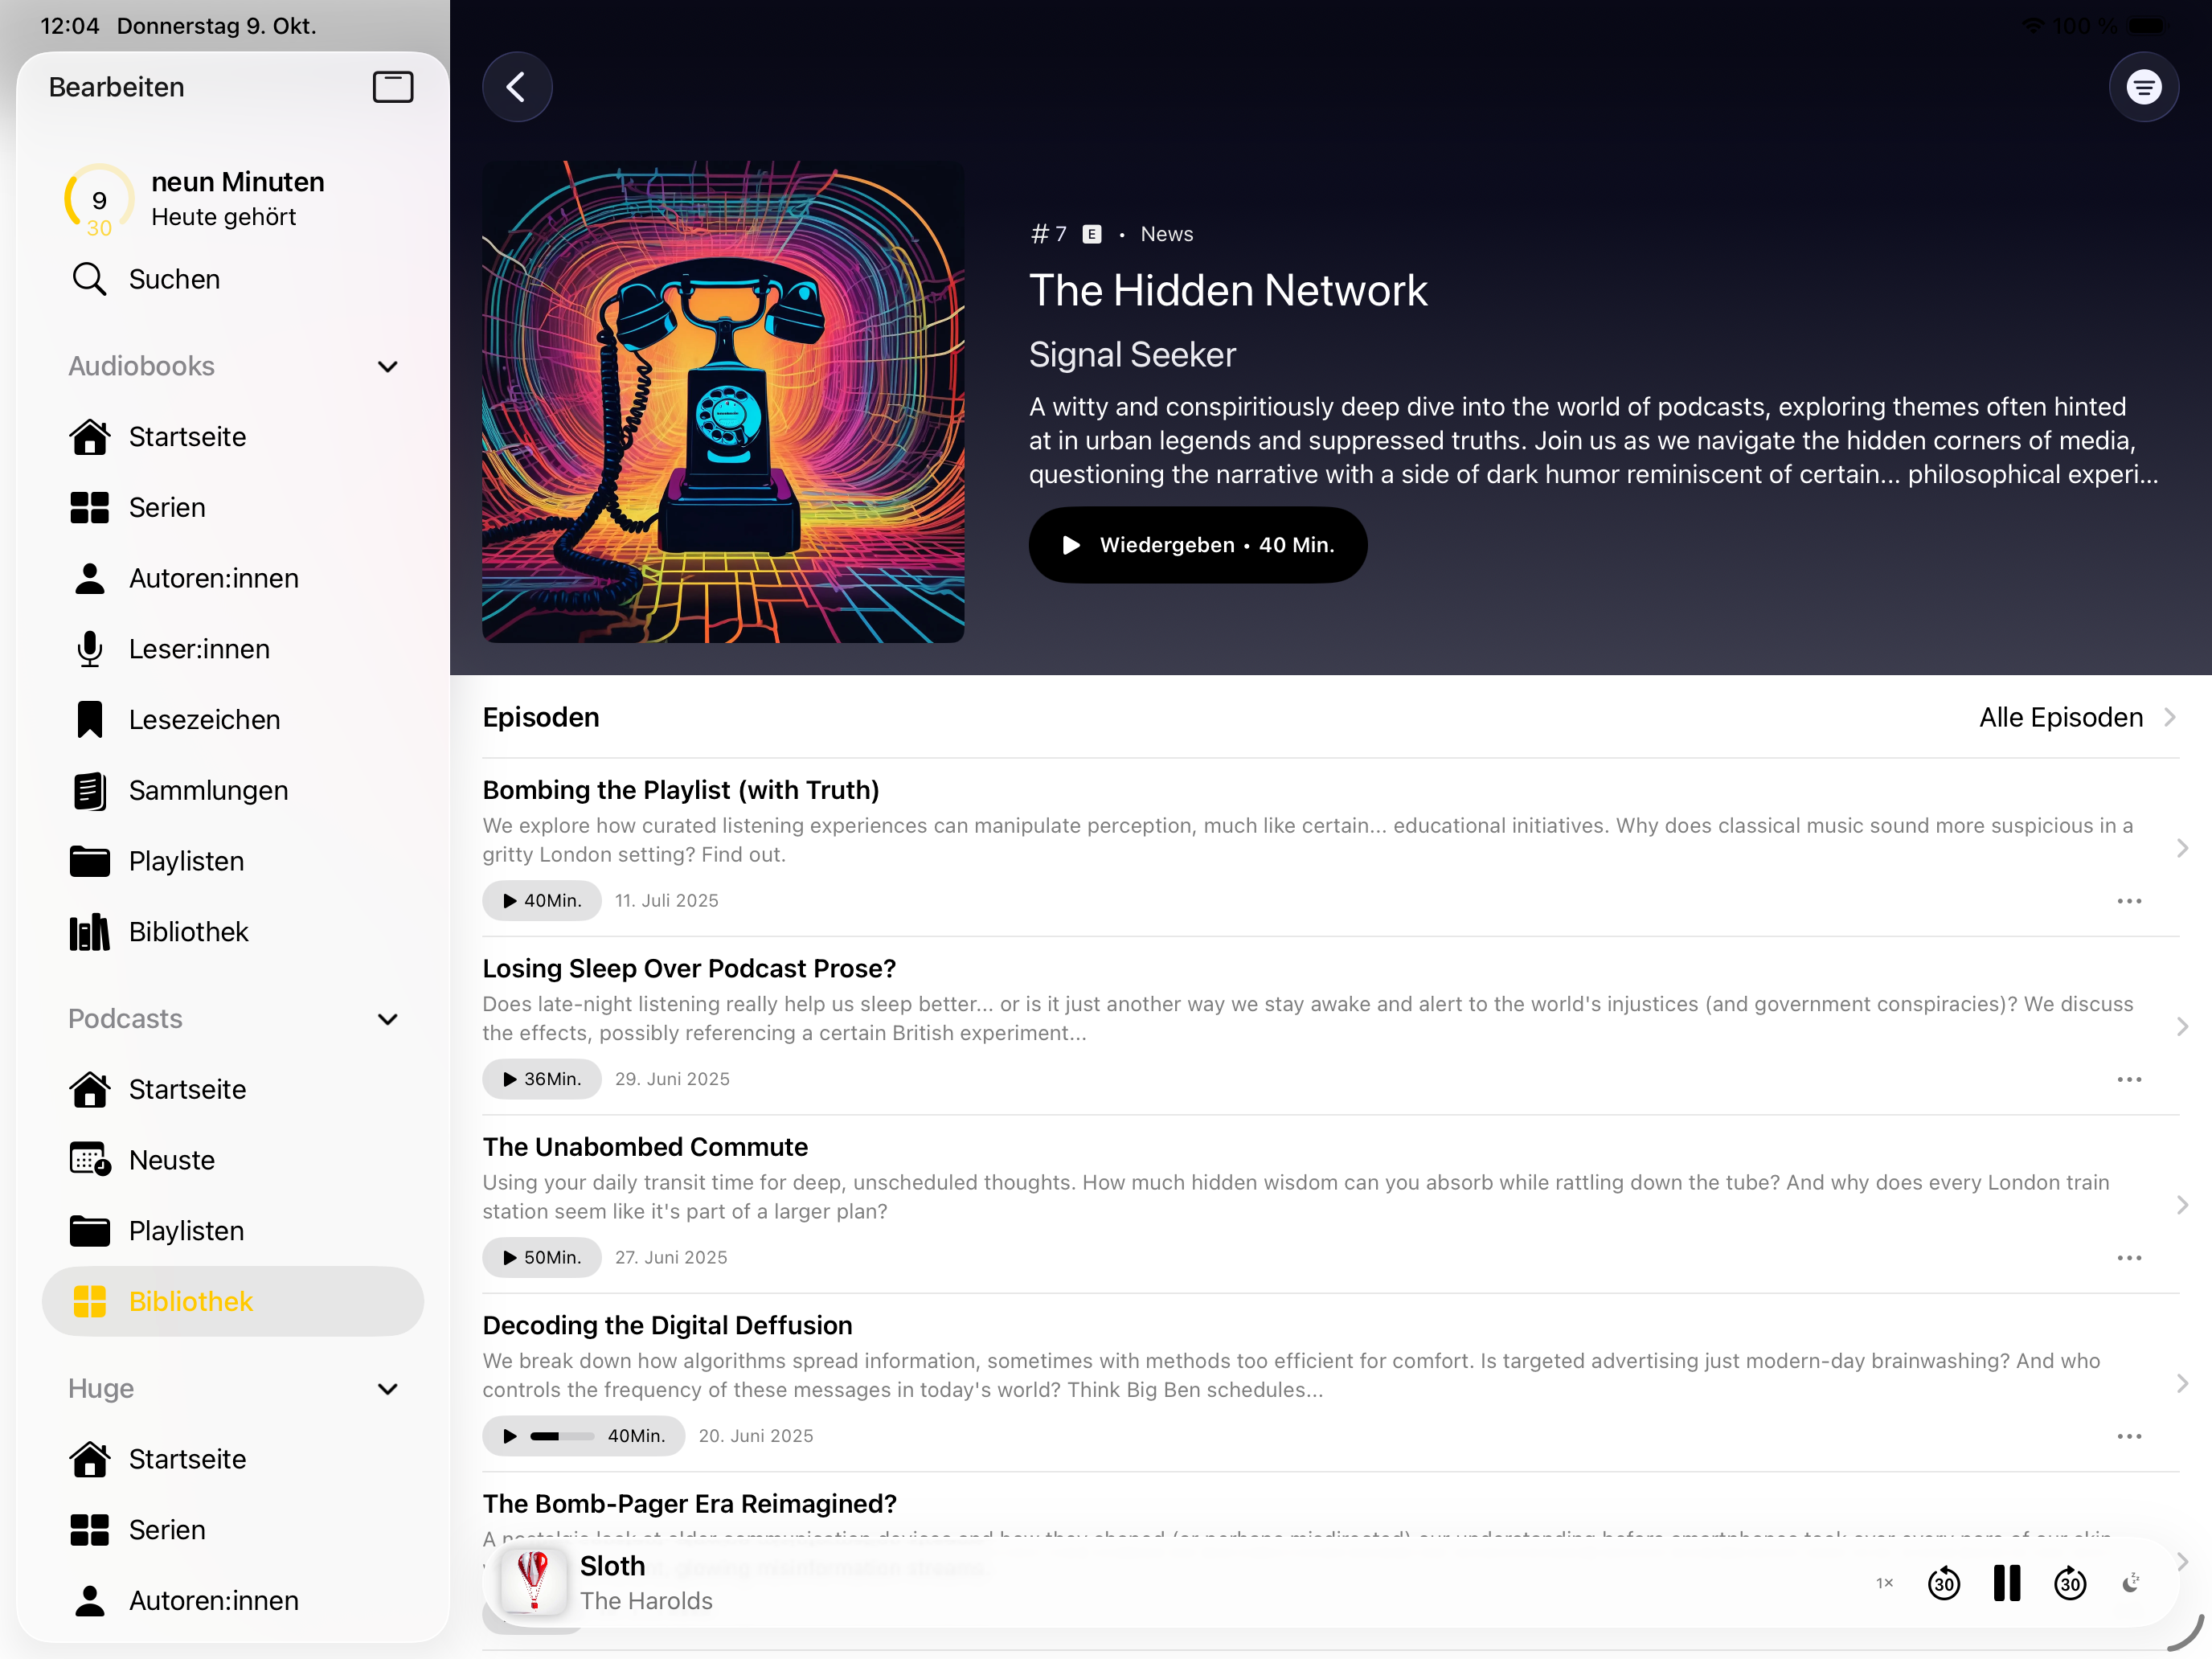 12:04 Donnerstag 9. Okt.
100 %
Bearbeiten
9
30
neun Minuten
Heute gehört
Suchen
Audiobooks
Startseite
Serien
Autoren:innen
Leser:innen
Lesezeichen
Sammlungen
Playlisten
Bibliothek
Podcasts
Startseite
Neuste
Playlisten
Bibliothek
Huge
Startseite
Serien
Autoren:innen
# 7 E • News
The Hidden Network
Signal Seeker
A witty and conspiritiously deep dive into the world of podcasts, exploring themes often hinted
at in urban legends and suppressed truths. Join us as we navigate the hidden corners of media,
questioning the narrative with a side of dark humor reminiscent of certain... philosophical experi...
Wiedergeben • 40 Min.
Episoden
Alle Episoden
Bombing the Playlist (with Truth)
We explore how curated listening experiences can manipulate perception, much like certain... educational initiatives. Why does classical music sound more suspicious in a
gritty London setting? Find out.
40Min. 11. Juli 2025
Losing Sleep Over Podcast Prose?
Does late-night listening really help us sleep better... or is it just another way we stay awake and alert to the world's injustices (and government conspiracies)? We discuss
the effects, possibly referencing a certain British experiment...
36Min. 29. Juni 2025
The Unabombed Commute
Using your daily transit time for deep, unscheduled thoughts. How much hidden wisdom can you absorb while rattling down the tube? And why does every London train
station seem like it's part of a larger plan?
50Min. 27. Juni 2025
Decoding the Digital Deffusion
We break down how algorithms spread information, sometimes with methods too efficient for comfort. Is targeted advertising just modern-day brainwashing? And who
controls the frequency of these messages in today's world? Think Big Ben schedules...
40Min. 20. Juni 2025
The Bomb-Pager Era Reimagined?
Sloth
The Harolds
1×
30
30